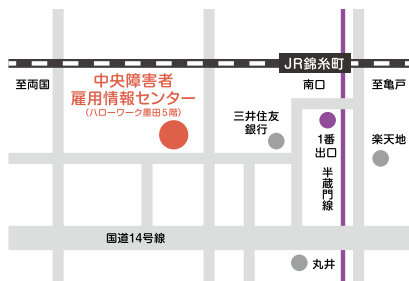 JR錦糸町
至両国
南口
至亀戸
中央障害者
雇用情報センター
(ハローワーク墨田5階)
三井住友
銀行
1番
出口
楽天地
半蔵門線
国道14号線
丸井